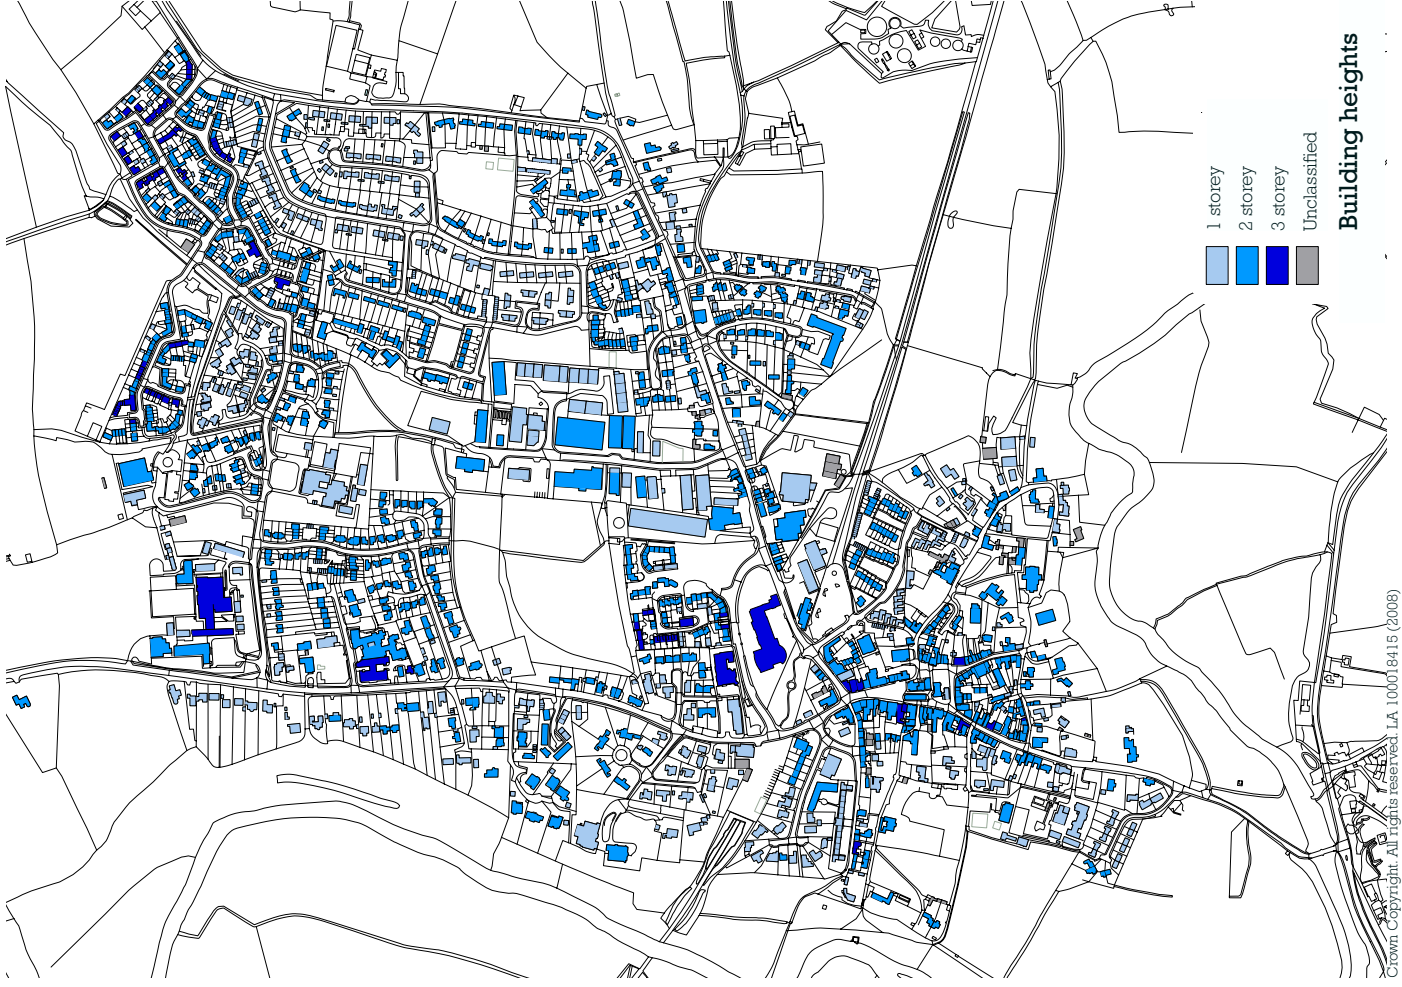 1 storey
2 storey
3 storey
Unclassified
Building heights
Crown Copyright. All rights reserved. LA 100018415 (2008)